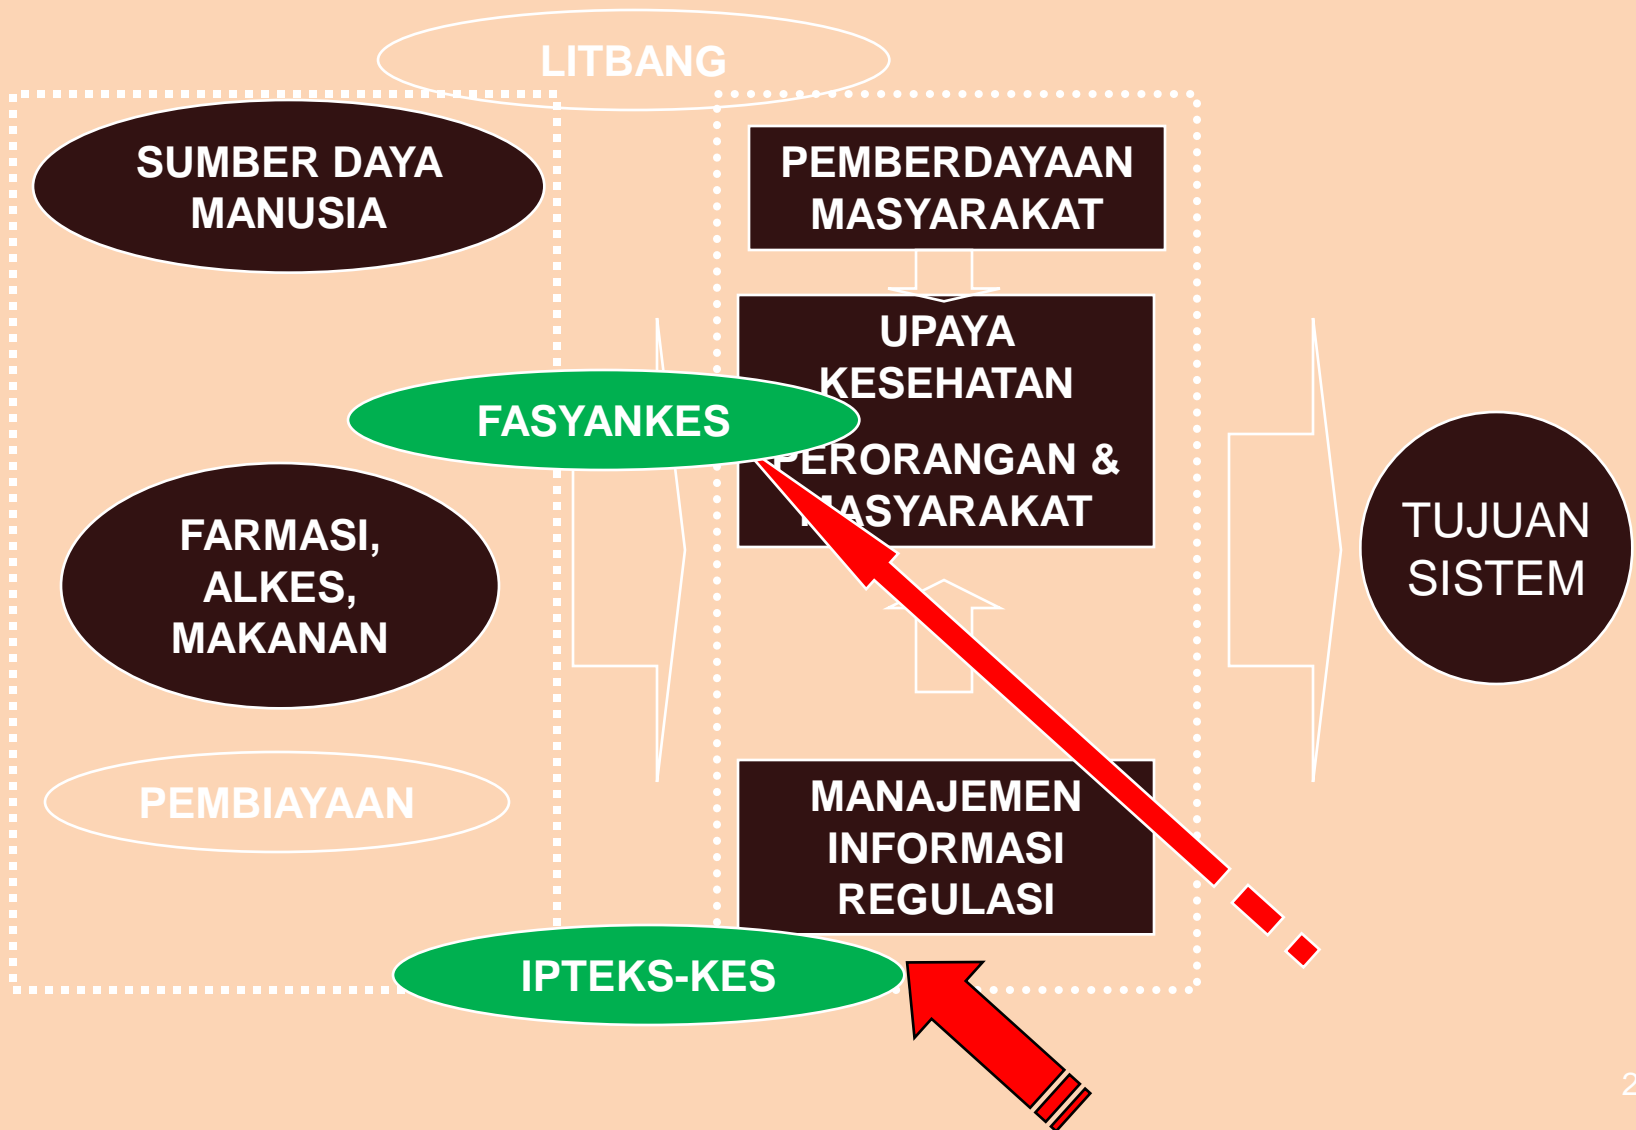 LITBANG
SUMBER DAYA
MANUSIA
PEMBERDAYAAN
MASYARAKAT
UPAYA
KESEHATAN
PERORANGAN &
MASYARAKAT
FASYANKES
FARMASI,
ALKES,
MAKANAN
TUJUAN
SISTEM
PEMBIAYAAN
MANAJEMEN
INFORMASI
REGULASI
IPTEKS-KES
2